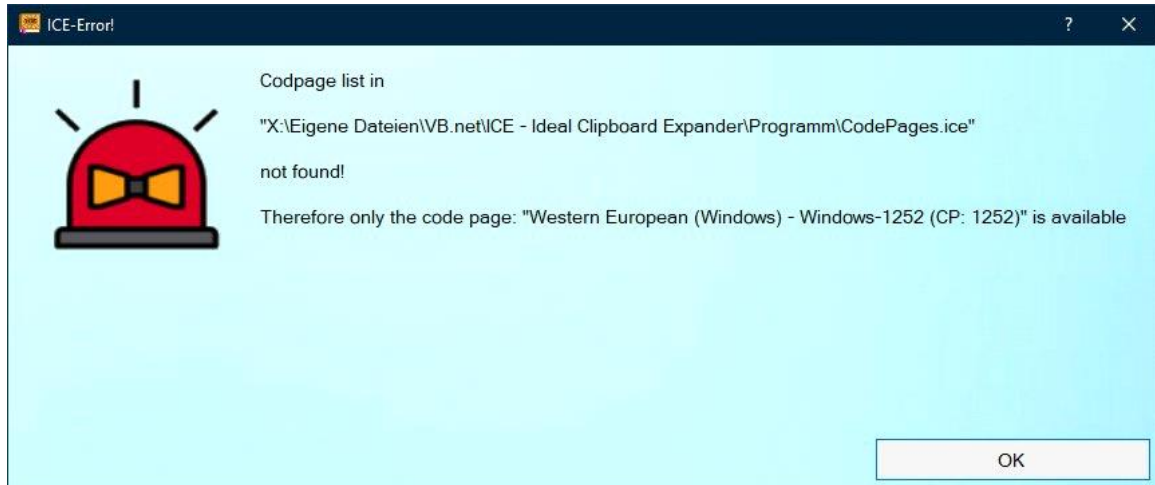 ICE-Error!
Codpage list in
"X:\Eigene Dateien\VB.net\ICE - Ideal Clipboard Expander\Programm\CodePages.ice"
not found!
Therefore only the code page: "Western European (Windows) - Windows-1252 (CP: 1252)" is available
OK